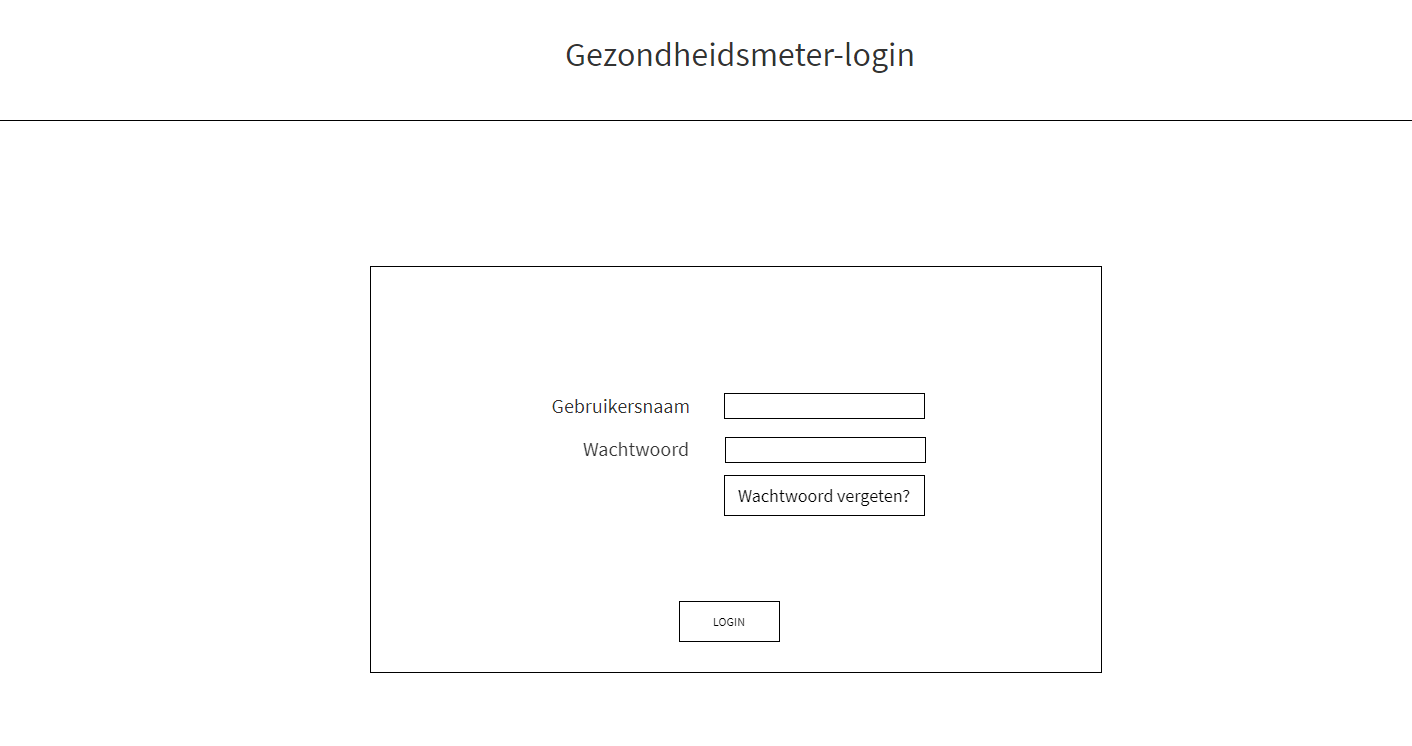 Gezondheidsmeter-login
Gebruikersnaam
Wachtwoord
Wachtwoord vergeten?
LOGIN